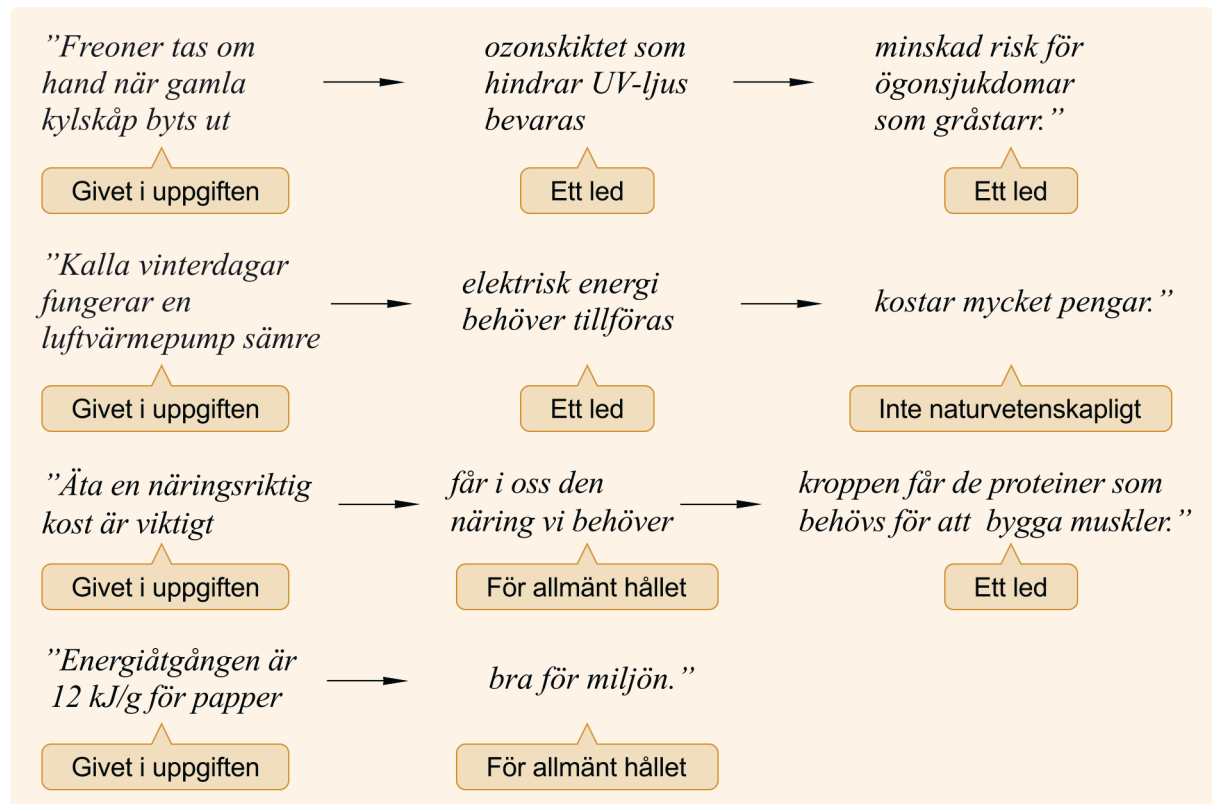 ”Freoner tas om
hand när gamla
kylskåp byts ut
ozonskiktet som
hindrar UV-ljus
bevaras
minskad risk för
ögonsjukdomar
som gråstarr.”
Givet i uppgiften
Ett led
Ett led
”Kalla vinterdagar
fungerar en
luftvärmepump sämre
elektrisk energi
behöver tillföras
kostar mycket pengar.”
Givet i uppgiften
Ett led
Inte naturvetenskapligt
”Äta en näringsriktig
kost är viktigt
får i oss den
näring vi behöver
kroppen får de proteiner som
behövs för att bygga muskler.”
Givet i uppgiften
För allmänt hållet
Ett led
”Energiåtgången är
12 kJ/g för papper
bra för miljön.”
Givet i uppgiften
För allmänt hållet